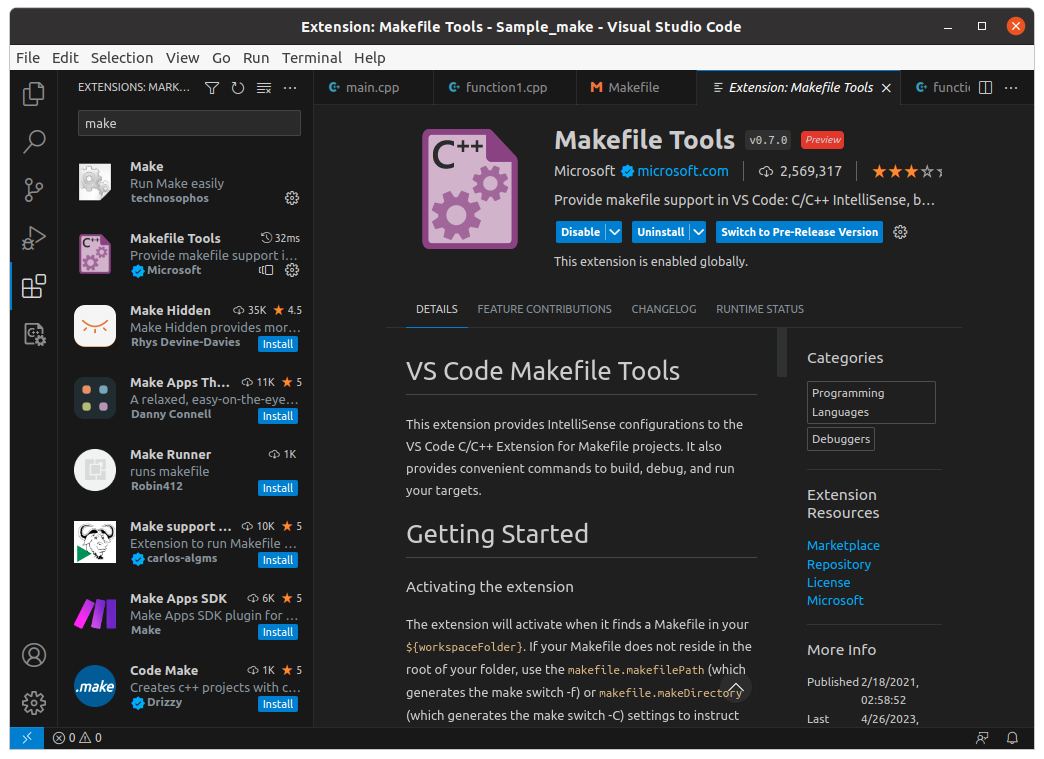 Extension: Makefile Tools - Sample_make - Visual Studio Code
File Edit Selection View Go Run Terminal Help
EXTENSIONS: MARK...
main.cpp
function1.cpp
Makefile
Extension: Makefile Tools
make
Make
Run Make easily
technosophos
Makefile Tools 32ms
Provide makefile support i...
Microsoft
Make Hidden 35K 4.5
Make Hidden provides mor...
Rhys Devine-Davies Install
Make Apps Th... 11K 5
A relaxed, easy-on-the-eye...
Danny Connell Install
Make Runner 1K
runs makefile
Robin412 Install
Make support ... 10K 5
Extension to run Makefile ...
carlos-algms Install
Make Apps SDK 6K 5
Make Apps SDK plugin for ...
Make Install
.make
Code Make 1K 5
Creates c++ projects with c...
Drizzy Install
C++
Makefile Tools v0.7.0 Preview
Microsoft microsoft.com 2,569,317
Provide makefile support in VS Code: C/C++ IntelliSense, b...
Disable Uninstall Switch to Pre-Release Version
This extension is enabled globally.
DETAILS FEATURE CONTRIBUTIONS CHANGELOG RUNTIME STATUS
VS Code Makefile Tools
This extension provides IntelliSense configurations to the
VS Code C/C++ Extension for Makefile projects. It also
provides convenient commands to build, debug, and run
your targets.
Getting Started
Activating the extension
The extension will activate when it finds a Makefile in your
${workspaceFolder}. If your Makefile does not reside in the
root of your folder, use the makefile.makefilePath (which
generates the make switch -f) or makefile.makeDirectory
(which generates the make switch -C) settings to instruct
Categories
Programming
Languages
Debuggers
Extension
Resources
Marketplace
Repository
License
Microsoft
More Info
Published 2/18/2021,
02:58:52
Last 4/26/2023,
0 0